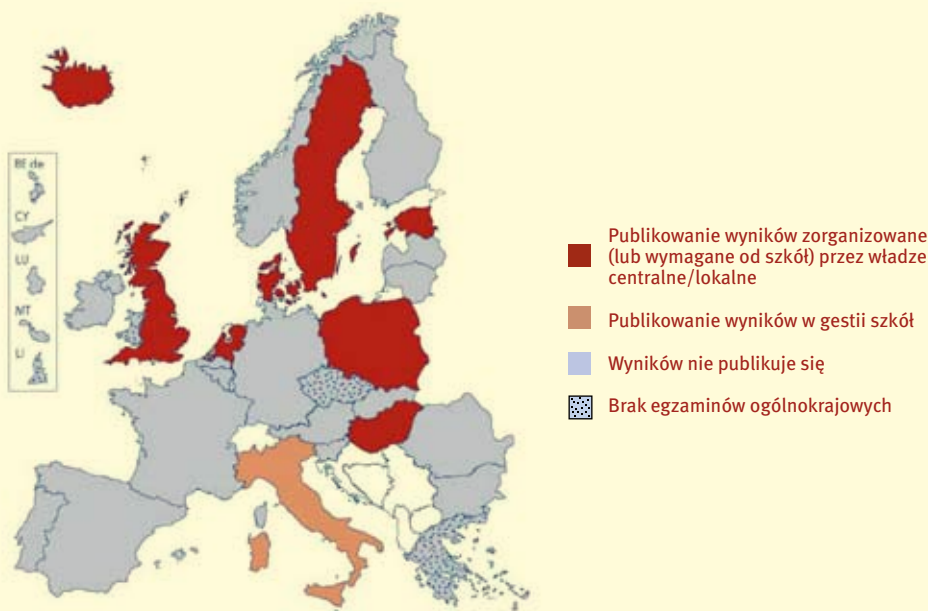 BE de
CY
LU
MT
LI
Publikowanie wyników zorganizowane
(lub wymagane od szkół) przez władze
centralne/lokalne
Publikowanie wyników w gestii szkół
Wyników nie publikuje się
Brak egzaminów ogólnokrajowych